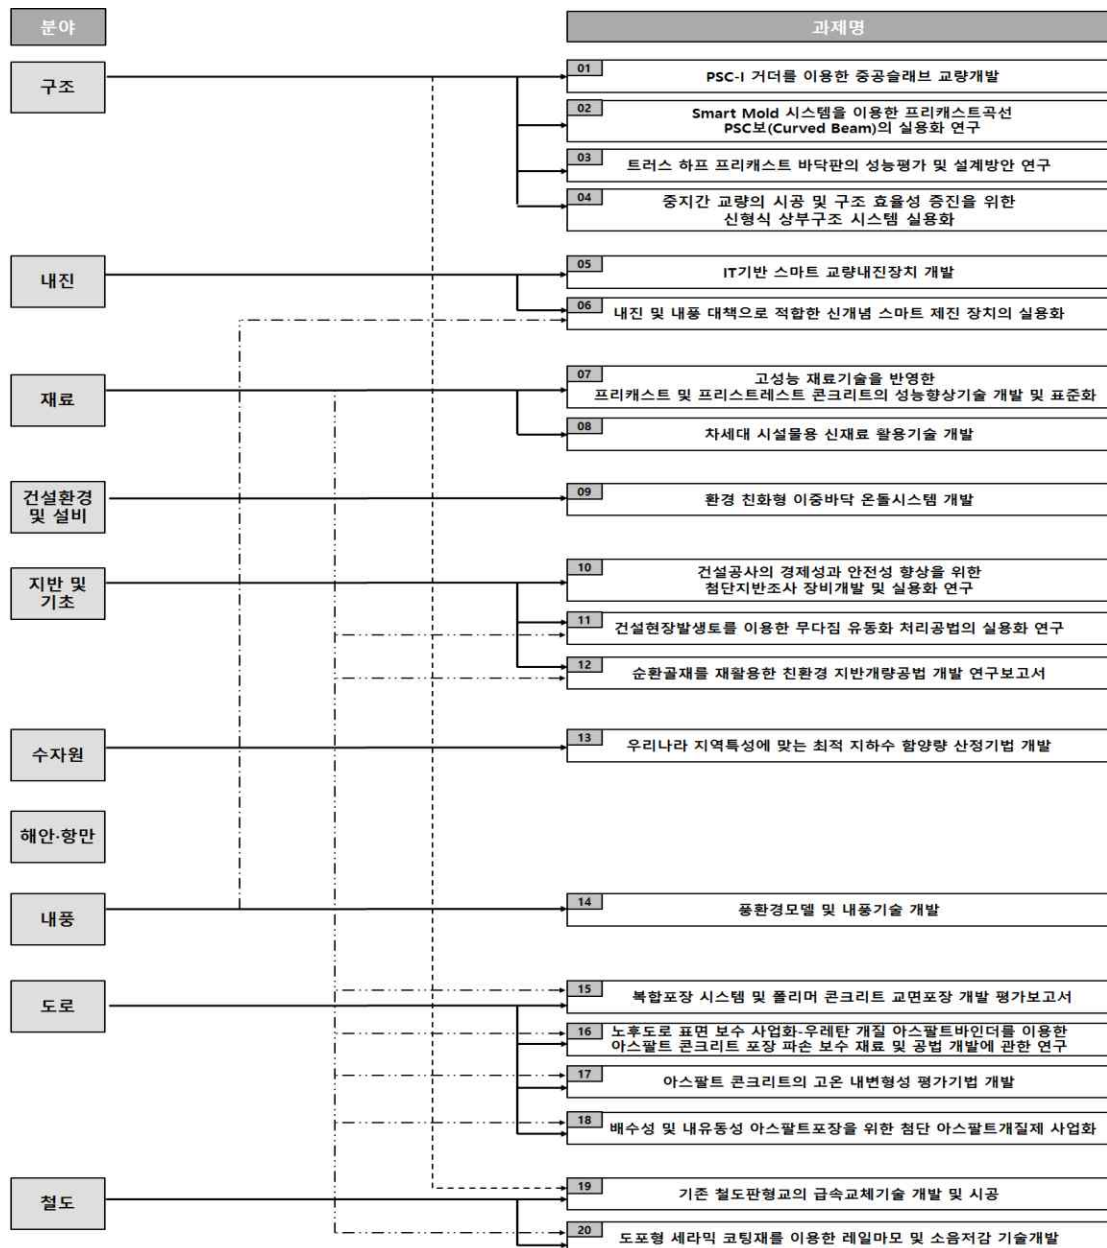 분야
과제명
구조
01
PSC-I 거더를 이용한 중공슬래브 교량개발
02
Smart Mold 시스템을 이용한 프리캐스트곡선
PSC보(Curved Beam)의 실용화 연구
03
트러스 하프 프리캐스트 바닥판의 성능평가 및 설계방안 연구
04
중지간 교량의 시공 및 구조 효율성 증진을 위한
신형식 상부구조 시스템 실용화
내진
05
IT기반 스마트 교량내진장치 개발
06
내진 및 내풍 대책으로 적합한 신개념 스마트 제진 장치의 실용화
재료
07
고성능 재료기술을 반영한
프리캐스트 및 프리스트레스트 콘크리트의 성능향상기술 개발 및 표준화
08
차세대 시설물용 신재료 활용기술 개발
건설환경
및 설비
09
환경 친화형 이중바닥 온돌시스템 개발
지반 및
기초
10
건설공사의 경제성과 안전성 향상을 위한
첨단지반조사 장비개발 및 실용화 연구
11
건설현장발생토를 이용한 무다짐 유동화 처리공법의 실용화 연구
12
순환골재를 재활용한 친환경 지반개량공법 개발 연구보고서
수자원
13
우리나라 지역특성에 맞는 최적 지하수 함양량 산정기법 개발
해안·항만
내풍
14
풍환경모델 및 내풍기술 개발
도로
15
복합포장 시스템 및 폴리머 콘크리트 교면포장 개발 평가보고서
16
노후도로 표면 보수 사업화-우레탄 개질 아스팔트바인더를 이용한
아스팔트 콘크리트 포장 파손 보수 재료 및 공법 개발에 관한 연구
17
아스팔트 콘크리트의 고온 내변형성 평가기법 개발
18
배수성 및 내유동성 아스팔트포장을 위한 첨단 아스팔트개질제 사업화
철도
19
기존 철도판형교의 급속교체기술 개발 및 시공
20
도포형 세라믹 코팅재를 이용한 레일마모 및 소음저감 기술개발